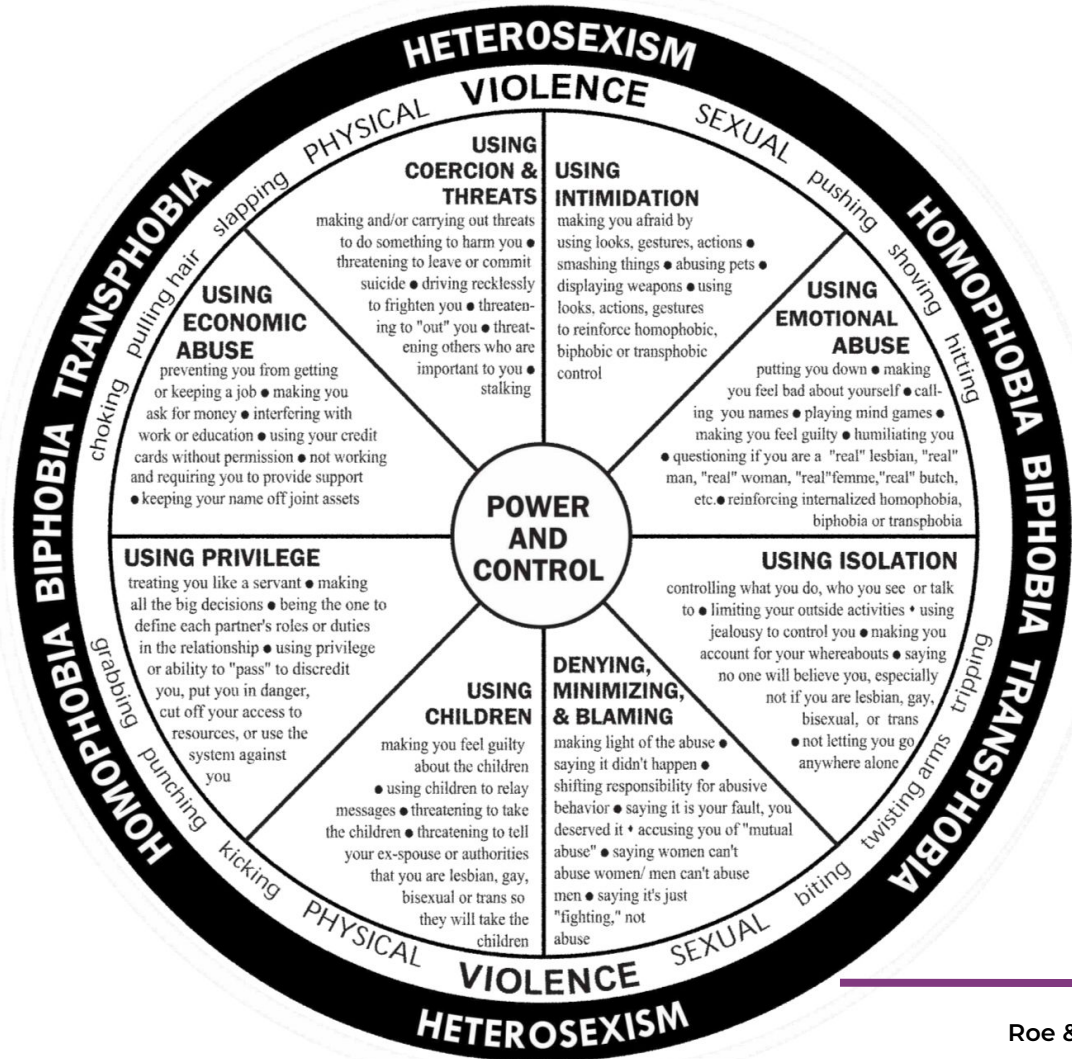 HETEROSEXISM
HOMOPHOBIA BIPHOBIA TRANSPHOBIA
HETEROSEXISM
HOMOPHOBIA BIPHOBIA TRANSPHOBIA
PHYSICAL VIOLENCE SEXUAL
pushing shoving hitting
tripping twisting arms biting
PHYSICAL VIOLENCE SEXUAL
kicking punching grabbing
choking pulling hair slapping
USING
COERCION &
THREATS
making and/or carrying out threats
to do something to harm you ●
threatening to leave or commit
suicide ● driving recklessly
to frighten you ● threaten-
ing to "out" you ● threat-
ening others who are
important to you ●
stalking
USING
INTIMIDATION
making you afraid by
using looks, gestures, actions ●
smashing things ● abusing pets ●
displaying weapons ● using
looks, actions, gestures
to reinforce homophobic,
biphobic or transphobic
control
USING
ECONOMIC
ABUSE
preventing you from getting
or keeping a job ● making you
ask for money ● interfering with
work or education ● using your credit
cards without permission ● not working
and requiring you to provide support
● keeping your name off joint assets
USING
EMOTIONAL
ABUSE
putting you down ● making
you feel bad about yourself ● call-
ing you names ● playing mind games ●
making you feel guilty ● humiliating you
● questioning if you are a "real" lesbian, "real"
man, "real" woman, "real"femme,"real" butch,
etc.● reinforcing internalized homophobia,
biphobia or transphobia
POWER
AND
CONTROL
USING PRIVILEGE
treating you like a servant ● making
all the big decisions ● being the one to
define each partner's roles or duties
in the relationship ● using privilege
or ability to "pass" to discredit
you, put you in danger,
cut off your access to
resources, or use the
system against
you
USING ISOLATION
controlling what you do, who you see or talk
to ● limiting your outside activities • using
jealousy to control you ● making you
account for your whereabouts ● saying
no one will believe you, especially
not if you are lesbian, gay,
bisexual, or trans
● not letting you go
anywhere alone
USING
CHILDREN
making you feel guilty
about the children
● using children to relay
messages ● threatening to take
the children ● threatening to tell
your ex-spouse or authorities
that you are lesbian, gay,
bisexual or trans so
they will take the
children
DENYING,
MINIMIZING,
& BLAMING
making light of the abuse ●
saying it didn't happen ●
shifting responsibility for abusive
behavior ● saying it is your fault, you
deserved it • accusing you of "mutual
abuse" ● saying women can't
abuse women/ men can't abuse
men ● saying it's just
"fighting," not
abuse
Roe &